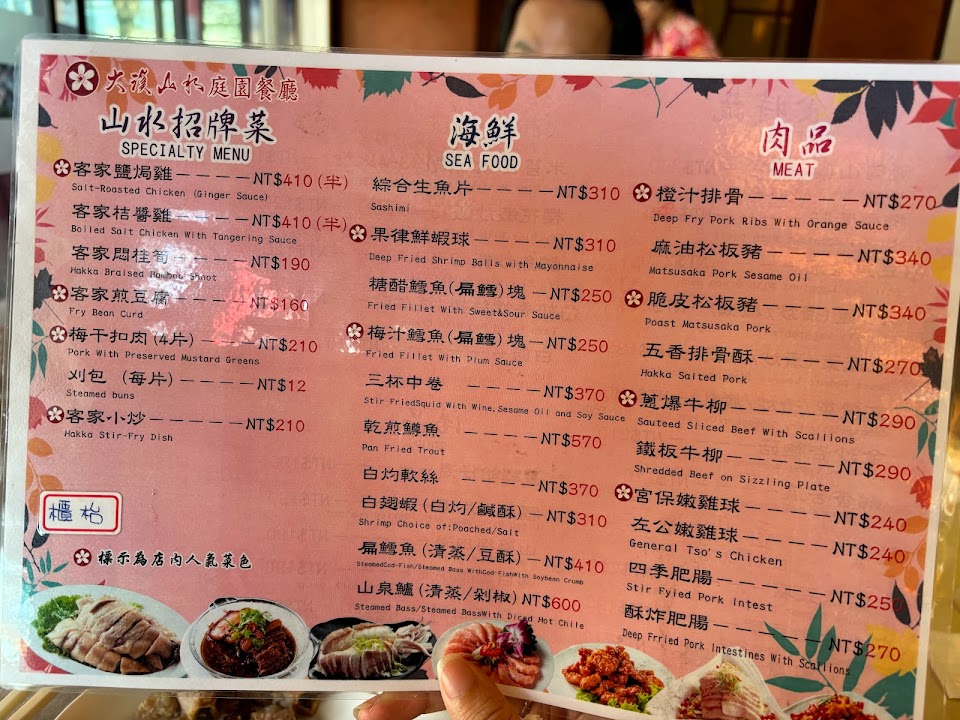 大溪山水庭園餐廳
山水招牌菜
SPECIALTY MENU
客家鹽焗雞————NT$410(半)
Salt-Roasted Chicken (Ginger Sauce)
客家桔醬雞————NT$410(半)
Boiled Salt Chicken With Tangering Sauce
客家悶桂筍————NT$190
Hakka Braised Bamboo Shoot
客家煎豆腐————NT$160
Fry Bean Curd
梅干扣肉(4片)————NT$210
Pork With Preserved Mustard Greens
刈包 (每片)————NT$12
Steamed buns
客家小炒—————NT$210
Hakka Stir-Fry Dish
櫃枱
標示為店內人氣菜色
海鮮
SEA FOOD
綜合生魚片————NT$310
Sashimi
果律鮮蝦球————NT$310
Deep Fried Shrimp Balls with Mayonnaise
糖醋鱈魚(扁鱈)塊—NT$250
Fried Fillet With Sweet&Sour Sauce
梅汁鱈魚(扁鱈)塊—NT$250
Fried Fillet With Plum Sauce
三杯中卷 ————NT$370
Stir FriedSquid With Wine,Sesame Oil and Soy Sauce
乾煎鱒魚 ————NT$570
Pan Fried Trout
白灼軟絲 ————NT$370
白翅蝦(白灼/鹹酥)—NT$310
Shrimp Choice of:Poached/Salt
扁鱈魚(清蒸/豆酥)—NT$410
SteamedCod-Fish/Steamed Bass WithCod-FishWith Soybean Crumb
山泉鱸(清蒸/剁椒)NT$600
Steamed Bass/Steamed BassWith Diced Hot Chile
肉品
MEAT
橙汁排骨—————NT$270
Deep Fry Pork Ribs With Orange Sauce
麻油松板豬————NT$340
Matsusaka Pork Sesame Oil
脆皮松板豬————NT$340
Poast Matsusaka Pork
五香排骨酥————NT$270
Hakka Salted Pork
蔥爆牛柳—————NT$290
Sauteed Sliced Beef With Scallions
鐵板牛柳—————NT$290
Shredded Beef on Sizzling Plate
宮保嫩雞球————NT$240
左公嫩雞球————NT$240
General Tso's Chicken
四季肥腸—————NT$250
Stir Fyied Pork Intest
酥炸肥腸—————NT$270
Deep Frried Pork Intestines With Scallions